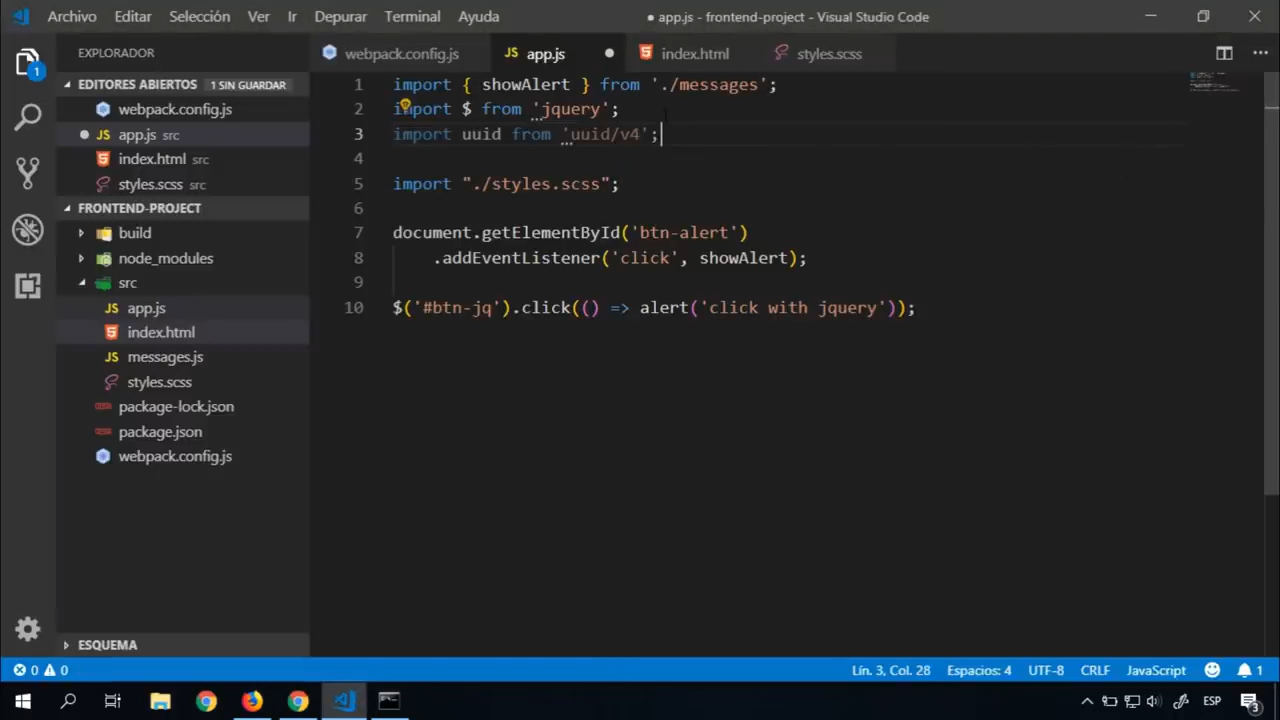 Archivo Editar Selección Ver Ir Depurar Terminal Ayuda
● app.js - frontend-project - Visual Studio Code
EXPLORADOR
webpack.config.js
JS app.js ●
index.html
styles.scss
1
EDITORES ABIERTOS 1 SIN GUARDAR
webpack.config.js
● JS app.js src
index.html src
styles.scss src
FRONTEND-PROJECT
build
node_modules
src
JS app.js
index.html
JS messages.js
styles.scss
package-lock.json
package.json
webpack.config.js
ESQUEMA
1 import { showAlert } from './messages';
2 import $ from 'jquery';
3 import uuid from 'uuid/v4';
4
5 import "./styles.scss";
6
7 document.getElementById('btn-alert')
8 .addEventListener('click', showAlert);
9
10 $('#btn-jq').click(() => alert('click with jquery'));
0 0
Lín. 3, Col. 28 Espacios: 4 UTF-8 CRLF JavaScript 1
ESP 3